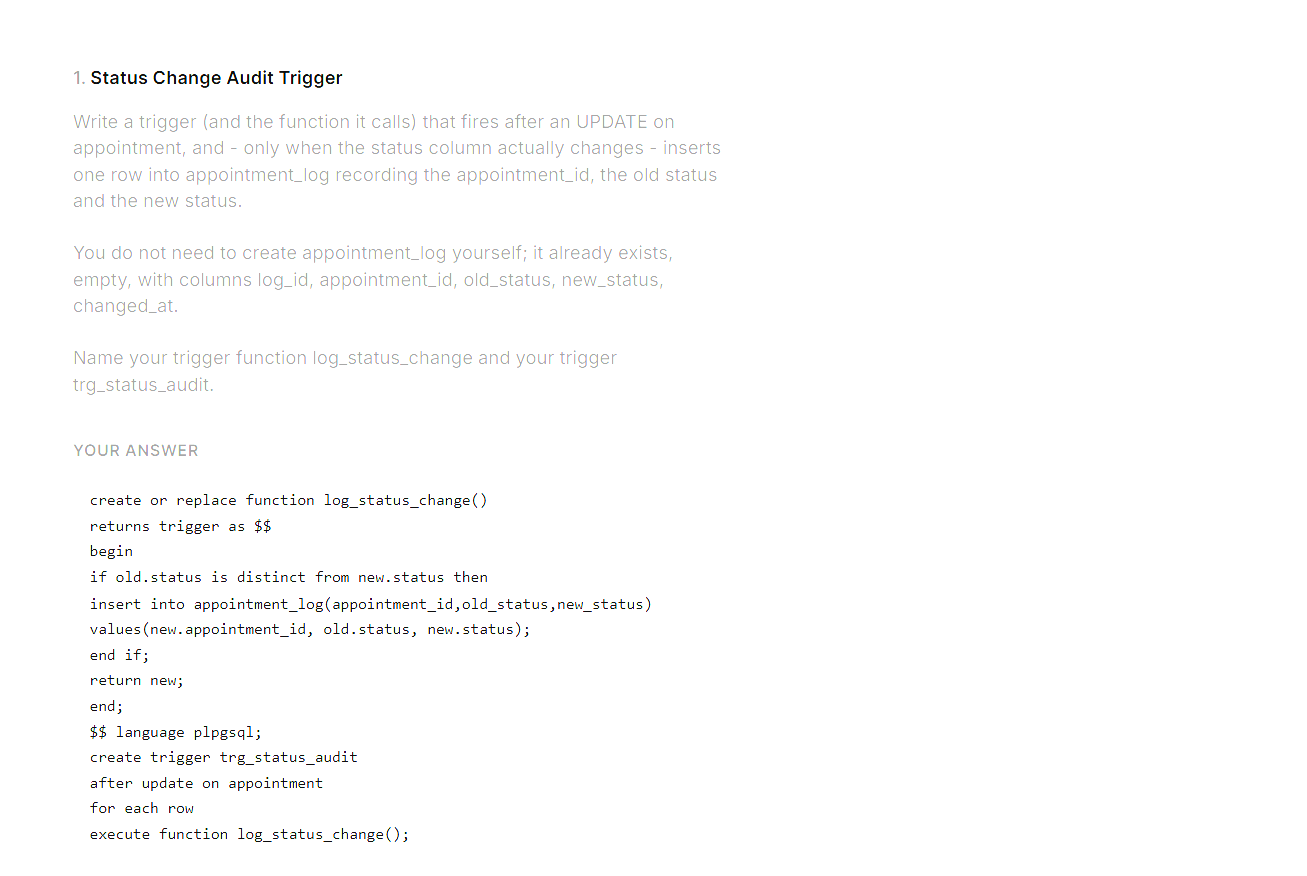 1. Status Change Audit Trigger
Write a trigger (and the function it calls) that fires after an UPDATE on
appointment, and - only when the status column actually changes - inserts
one row into appointment_log recording the appointment_id, the old status
and the new status.
You do not need to create appointment_log yourself; it already exists,
empty, with columns log_id, appointment_id, old_status, new_status,
changed_at.
Name your trigger function log_status_change and your trigger
trg_status_audit.
YOUR ANSWER
create or replace function log_status_change()
returns trigger as $$
begin
if old.status is distinct from new.status then
insert into appointment_log(appointment_id,old_status,new_status)
values(new.appointment_id, old.status, new.status);
end if;
return new;
end;
$$ language plpgsql;
create trigger trg_status_audit
after update on appointment
for each row
execute function log_status_change();